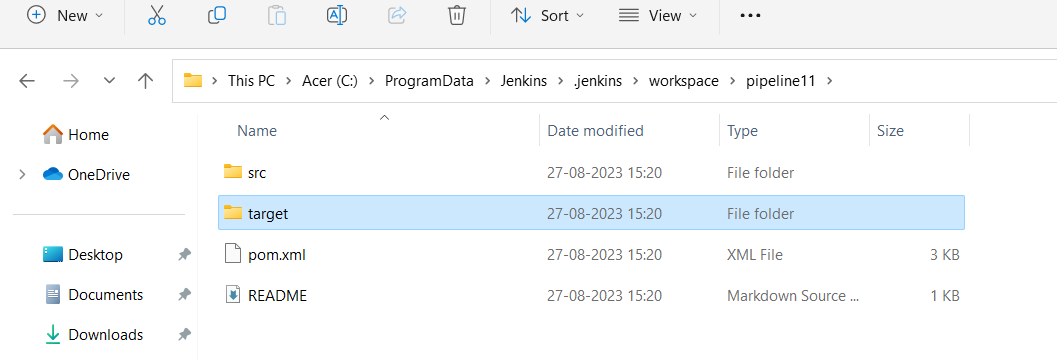 New Sort View
This PC Acer (C:) ProgramData Jenkins .jenkins workspace pipeline11
Home
OneDrive
Desktop
Documents
Downloads
Name Date modified Type Size
src 27-08-2023 15:20 File folder
target 27-08-2023 15:20 File folder
pom.xml 27-08-2023 15:20 XML File 3 KB
README 27-08-2023 15:20 Markdown Source ... 1 KB